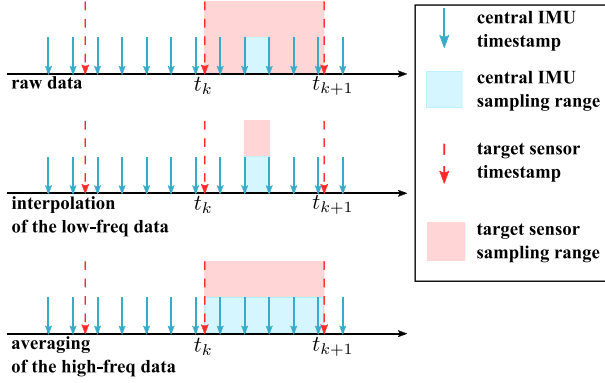 raw data
t_k
t_{k+1}
interpolation
of the low-freq data
t_k
t_{k+1}
averaging
of the high-freq data
t_k
t_{k+1}
central IMU
timestamp
central IMU
sampling range
target sensor
timestamp
target sensor
sampling range